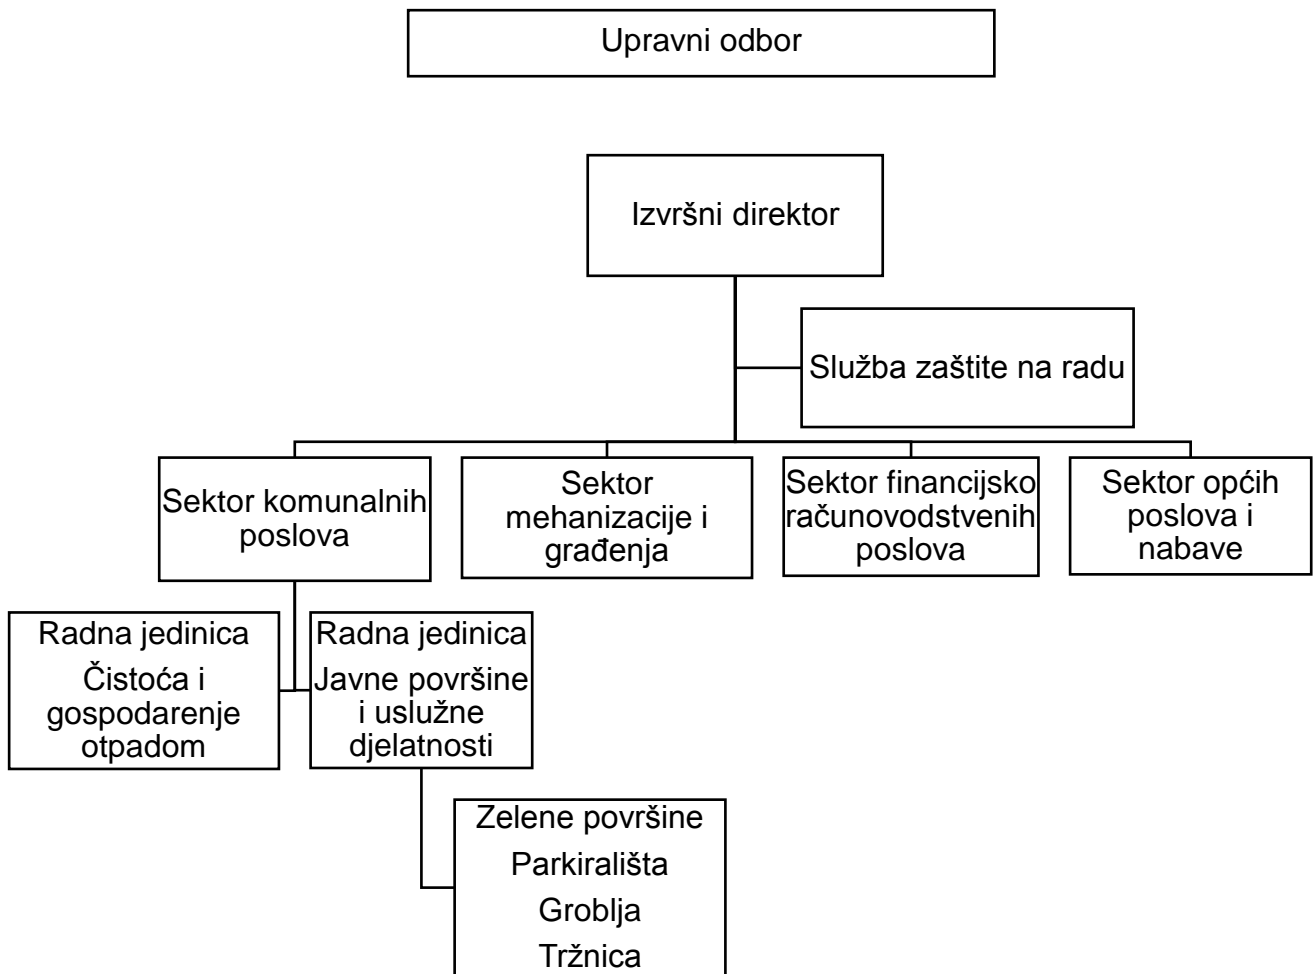 Upravni odbor
Izvršni direktor
Služba zaštite na radu
Sektor komunalnih
poslova
Sektor
mehanizacije i
građenja
Sektor financijsko
računovodstvenih
poslova
Sektor općih
poslova i
nabave
Radna jedinica
Čistoća i
gospodarenje
otpadom
Radna jedinica
Javne površine
i uslužne
djelatnosti
Zelene površine
Parkirališta
Groblja
Tržnica